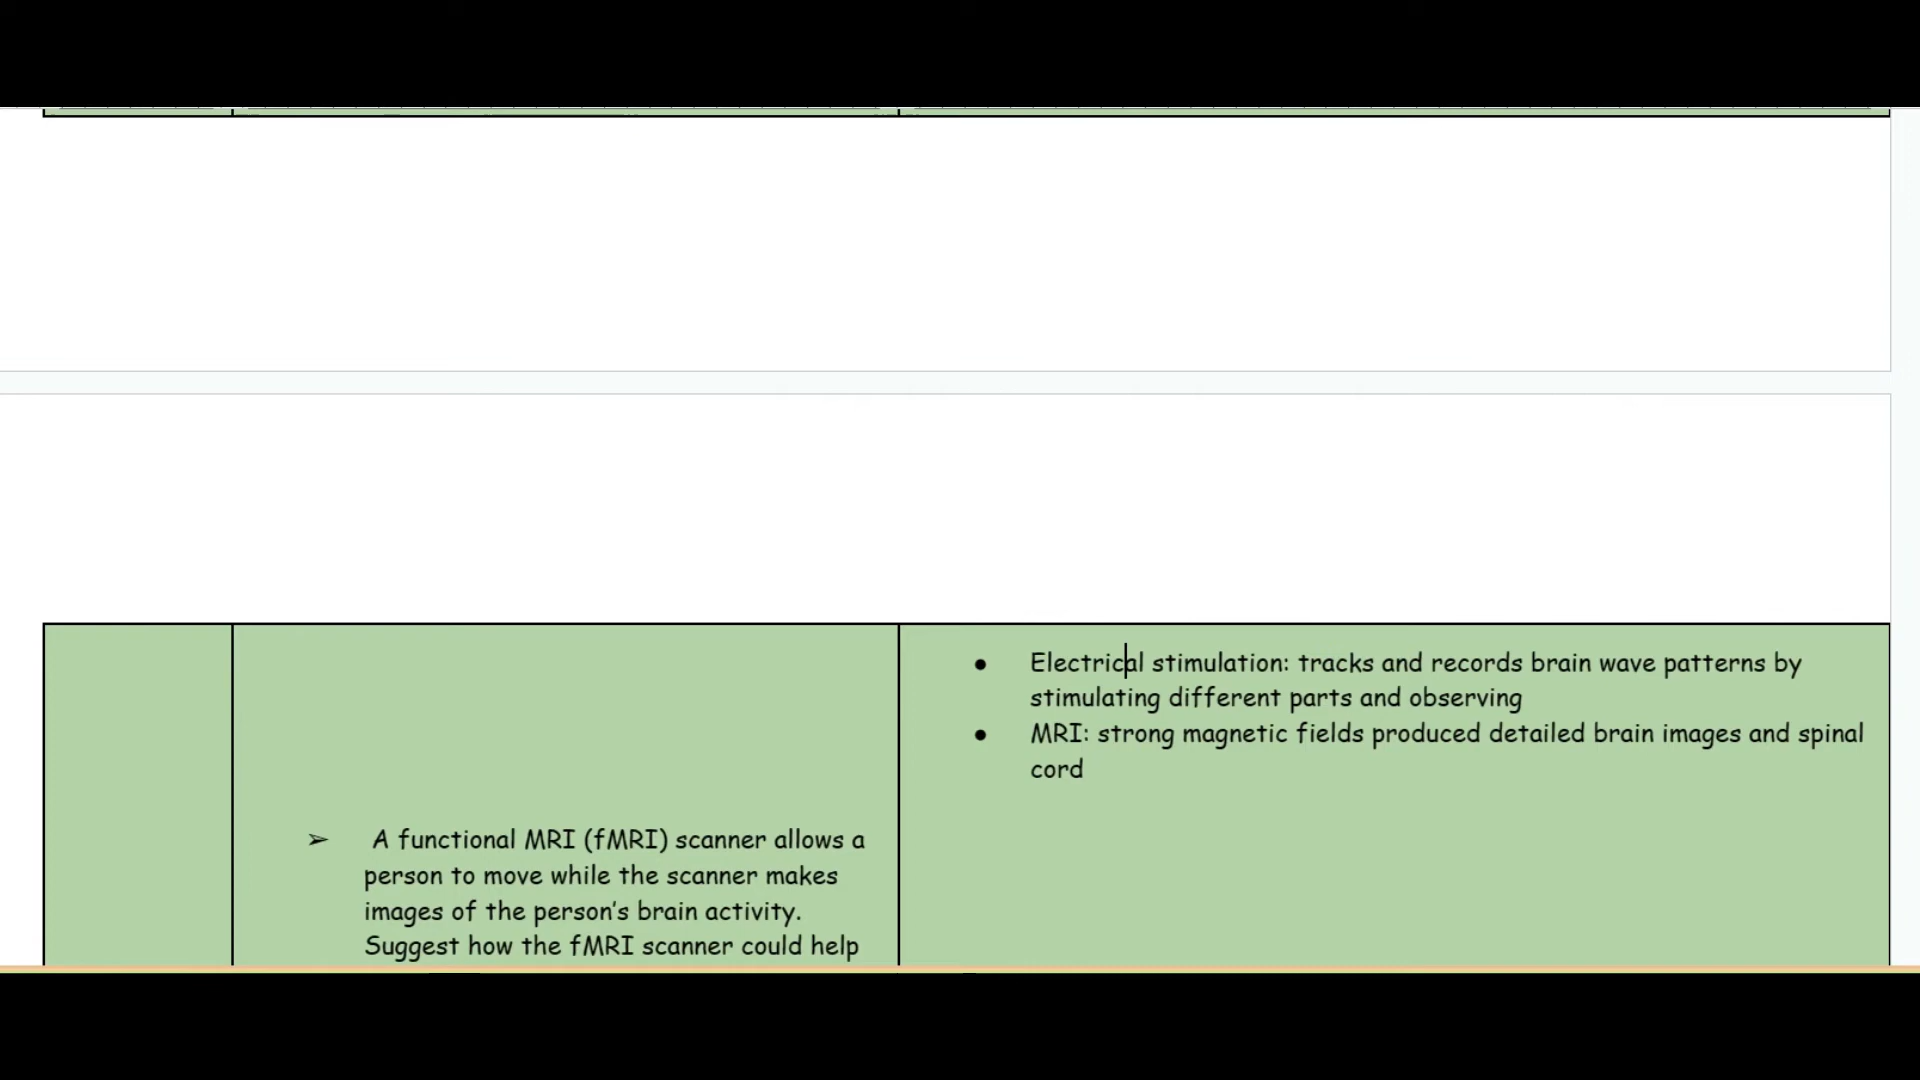 ● Electrical stimulation: tracks and records brain wave patterns by
stimulating different parts and observing
● MRI: strong magnetic fields produced detailed brain images and spinal
cord
➢ A functional MRI (fMRI) scanner allows a
person to move while the scanner makes
images of the person's brain activity.
Suggest how the fMRI scanner could help